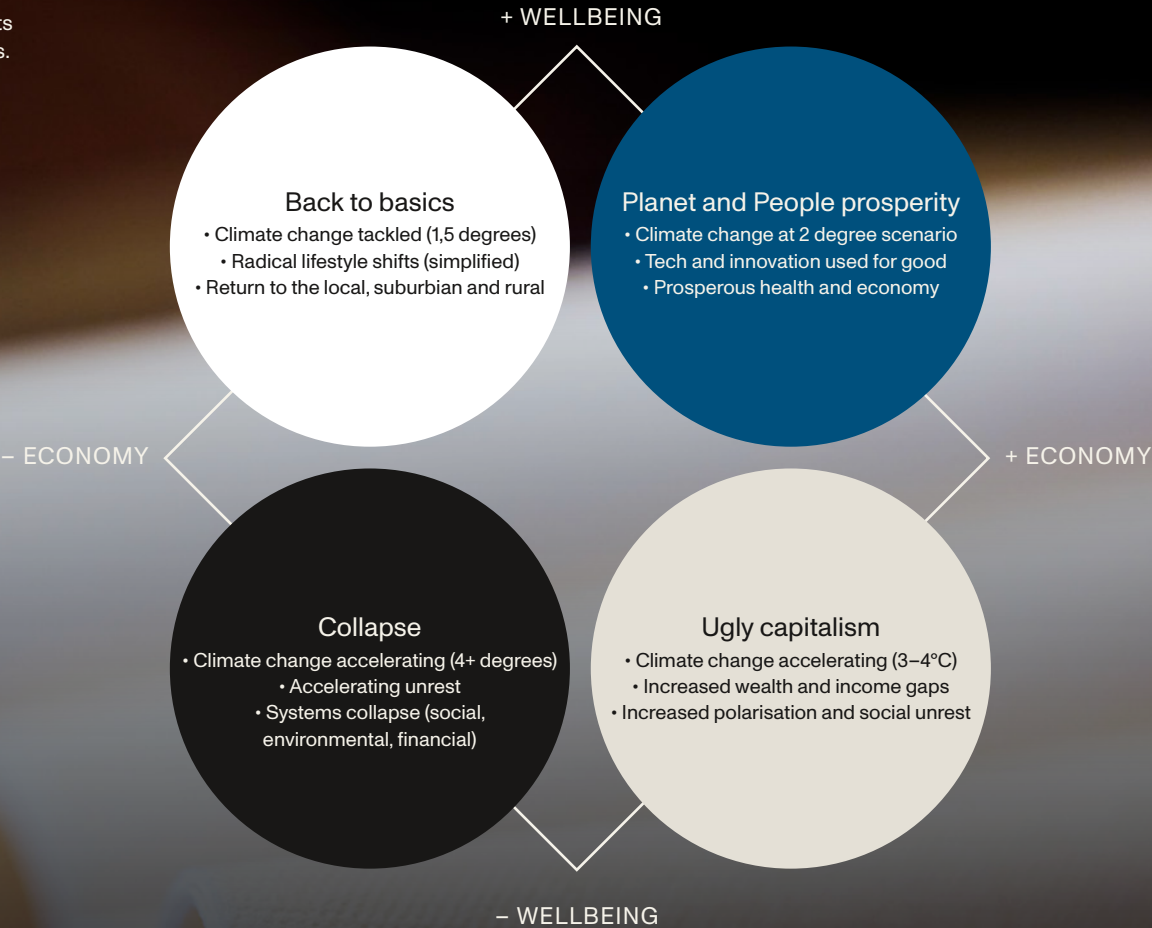 + WELLBEING
Back to basics
• Climate change tackled (1,5 degrees)
• Radical lifestyle shifts (simplified)
• Return to the local, suburbian and rural
Planet and People prosperity
• Climate change at 2 degree scenario
• Tech and innovation used for good
• Prosperous health and economy
– ECONOMY
+ ECONOMY
Collapse
• Climate change accelerating (4+ degrees)
• Accelerating unrest
• Systems collapse (social,
environmental, financial)
Ugly capitalism
• Climate change accelerating (3–4°C)
• Increased wealth and income gaps
• Increased polarisation and social unrest
– WELLBEING